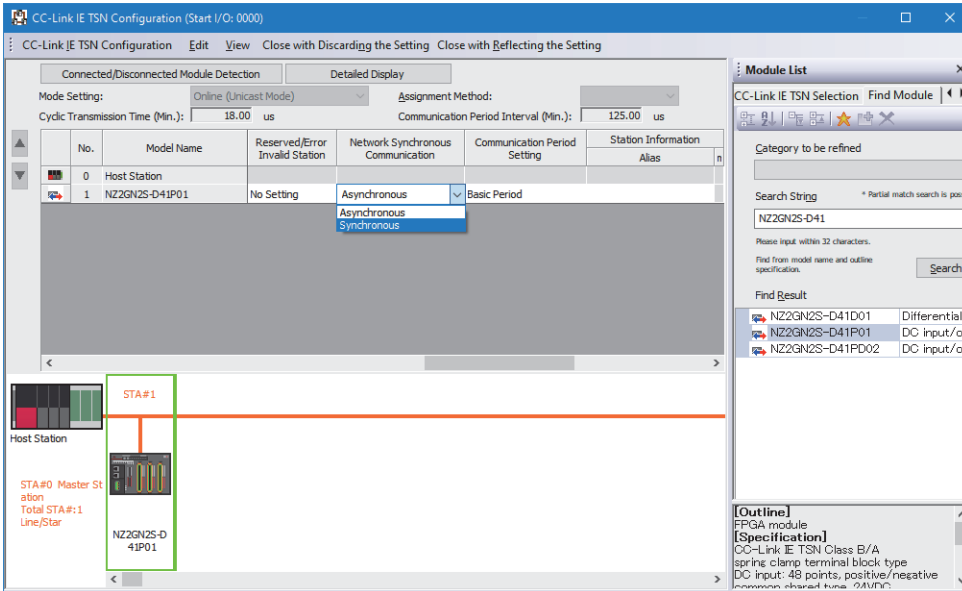 CC-Link IE TSN Configuration (Start I/O: 0000)
CC-Link IE TSN Configuration Edit View Close with Discarding the Setting Close with Reflecting the Setting
Connected/Disconnected Module Detection Detailed Display
Mode Setting: Online (Unicast Mode) Assignment Method:
Cyclic Transmission Time (Min.): 18.00 us Communication Period Interval (Min.): 125.00 us
No. Model Name Reserved/Error Invalid Station Network Synchronous Communication Communication Period Setting Station Information
Alias
0 Host Station
1 NZ2GN2S-D41P01 No Setting Asynchronous Basic Period
Asynchronous
Synchronous
STA#1
Host Station
STA#0 Master St
ation
Total STA#:1
Line/Star
NZ2GN2S-D
41P01
Module List
CC-Link IE TSN Selection Find Module
Category to be refined
Search String * Partial match search is pos
NZ2GN2S-D41
Please input within 32 characters.
Find from model name and outline
specification.
Search
Find Result
NZ2GN2S-D41D01 Differential
NZ2GN2S-D41P01 DC input/o
NZ2GN2S-D41PD02 DC input/o
[Outline]
FPGA module
[Specification]
CC-Link IE TSN Class B/A
spring clamp terminal block type
DC input: 48 points, positive/negative
common shared type, 24VDC